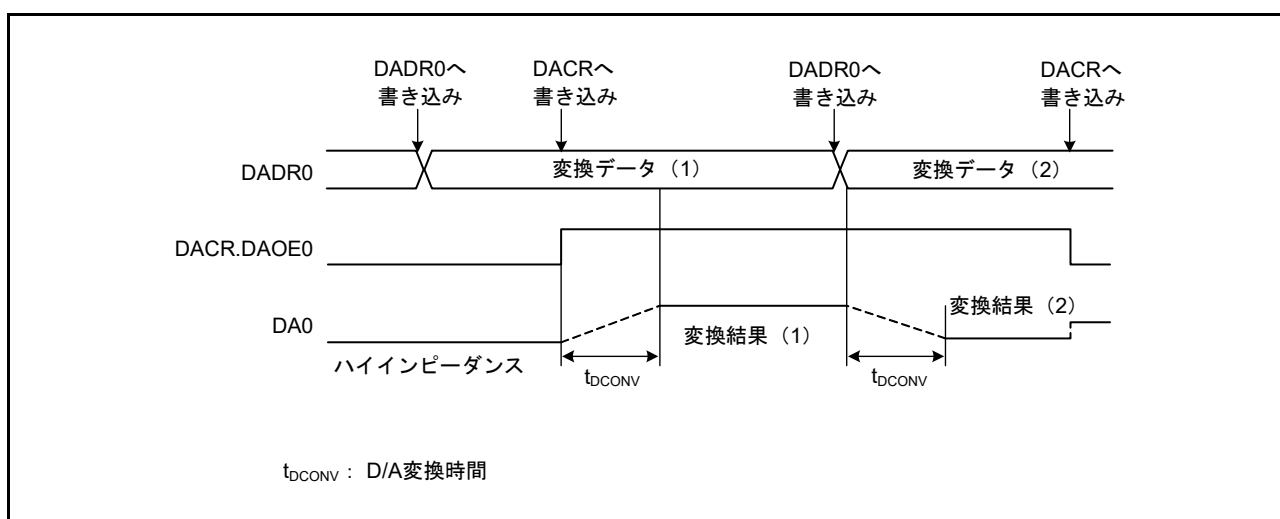 DADR0へ
書き込み
DACRへ
書き込み
DADR0へ
書き込み
DACRへ
書き込み
DADR0
変換データ（1）
変換データ（2）
DACR.DAOE0
DA0
変換結果（1）
変換結果（2）
ハイインピーダンス
tDCONV
tDCONV
tDCONV： D/A変換時間